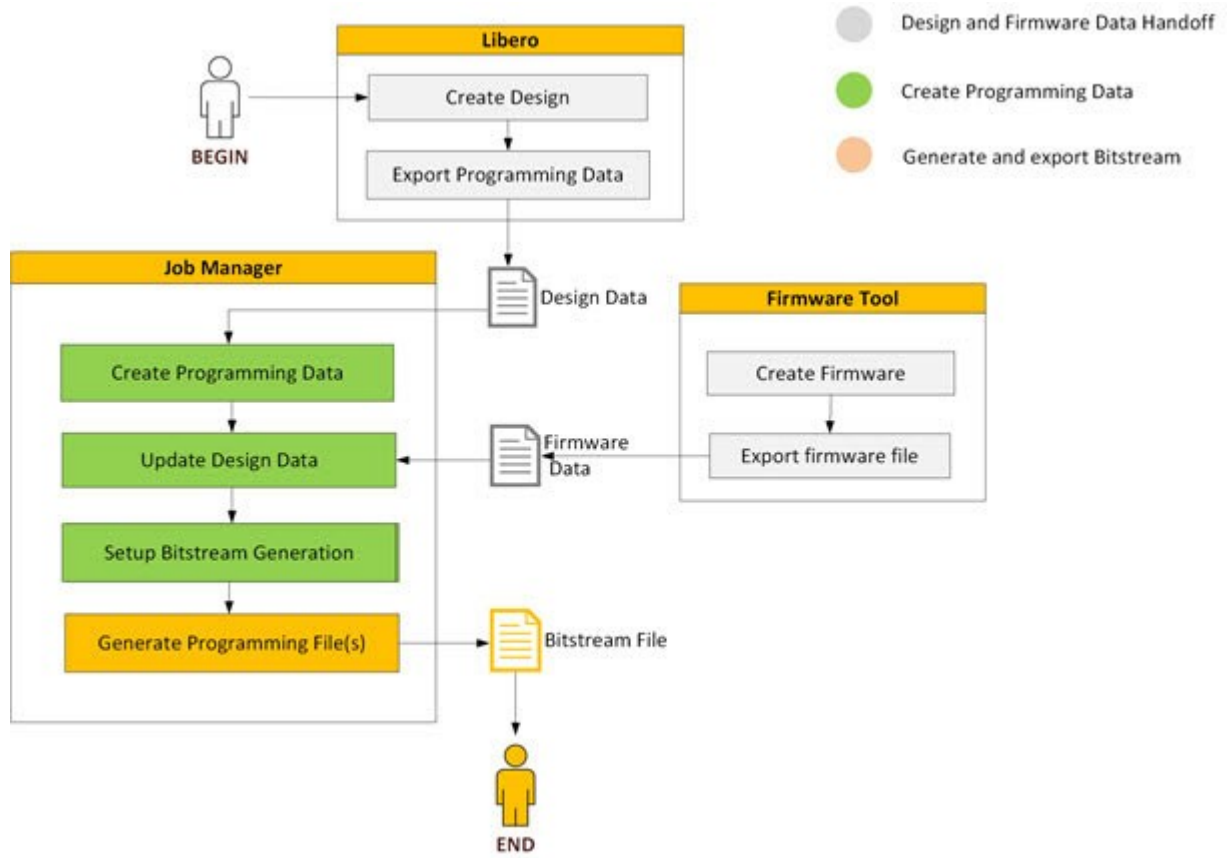 Libero
Create Design
Export Programming Data
BEGIN
Design and Firmware Data Handoff
Create Programming Data
Generate and export Bitstream
Job Manager
Design Data
Firmware Tool
Create Programming Data
Create Firmware
Update Design Data
Firmware
Data
Export firmware file
Setup Bitstream Generation
Generate Programming File(s)
Bitstream File
END